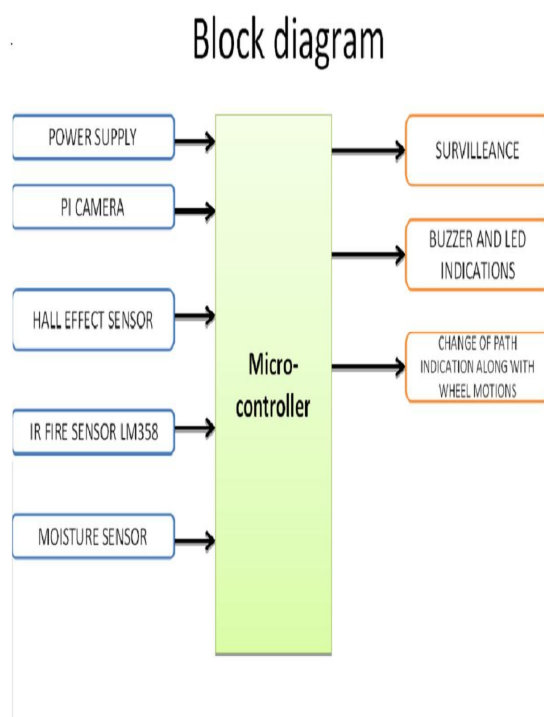 Block diagram
POWER SUPPLY
PI CAMERA
HALL EFFECT SENSOR
IR FIRE SENSOR LM358
MOISTURE SENSOR
Micro-
controller
SURVILLEANCE
BUZZER AND LED
INDICATIONS
CHANGE OF PATH
INDICATION ALONG WITH
WHEEL MOTIONS